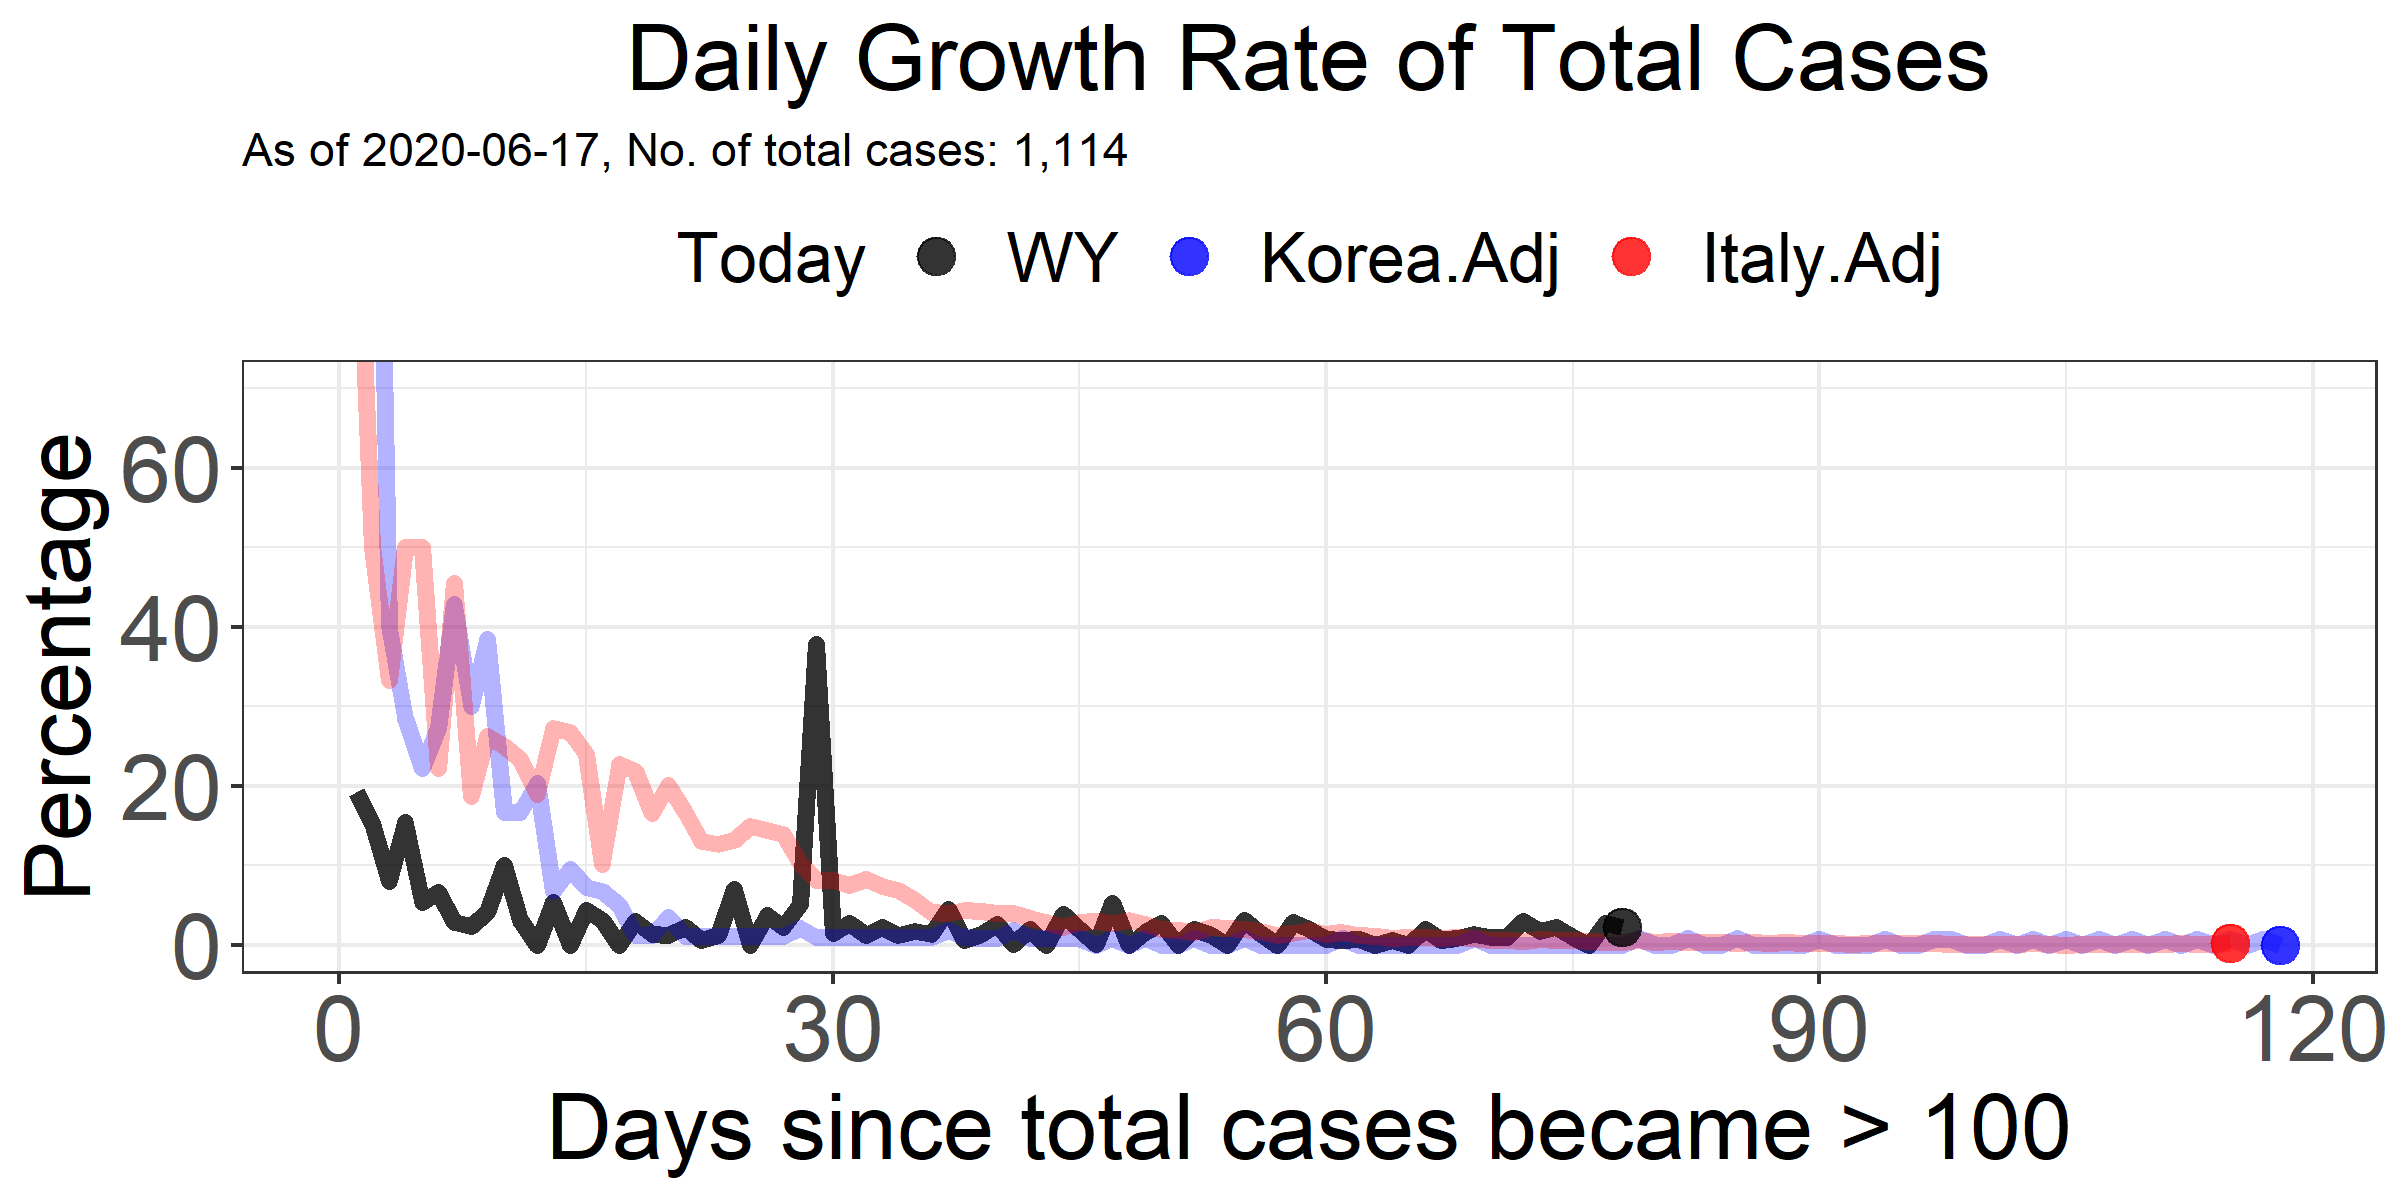 Daily Growth Rate of Total Cases
As of 2020-06-17, No. of total cases: 1,114
Today WY Korea.Adj Italy.Adj
Percentage
60
40
20
0
0 30 60 90 120
Days since total cases became > 100